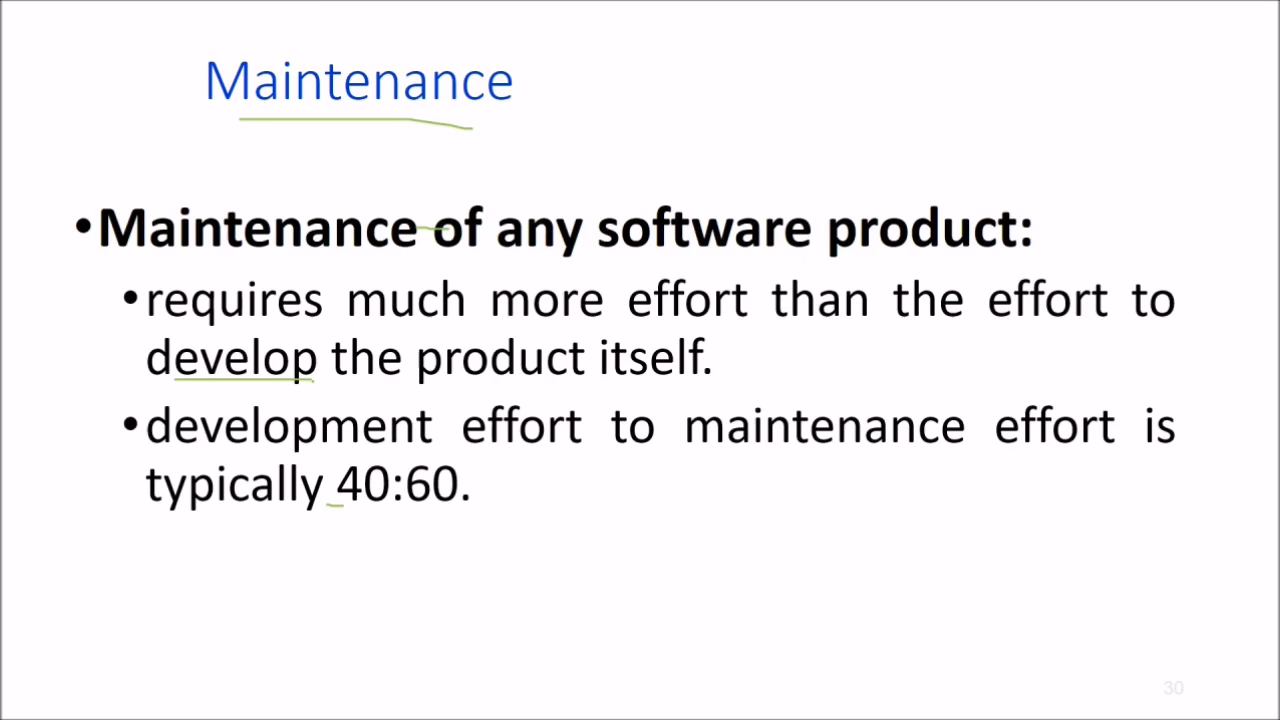 Maintenance
•Maintenance of any software product:
•requires much more effort than the effort to
develop the product itself.
•development effort to maintenance effort is
typically 40:60.
30